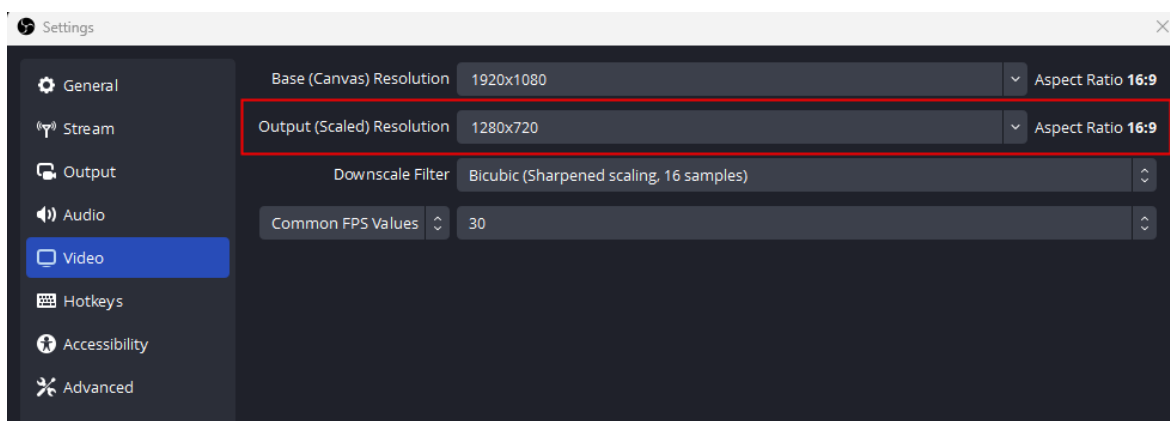 Settings
General
Stream
Output
Audio
Video
Hotkeys
Accessibility
Advanced
Base (Canvas) Resolution 1920x1080 Aspect Ratio 16:9
Output (Scaled) Resolution 1280x720 Aspect Ratio 16:9
Downscale Filter Bicubic (Sharpened scaling, 16 samples)
Common FPS Values 30